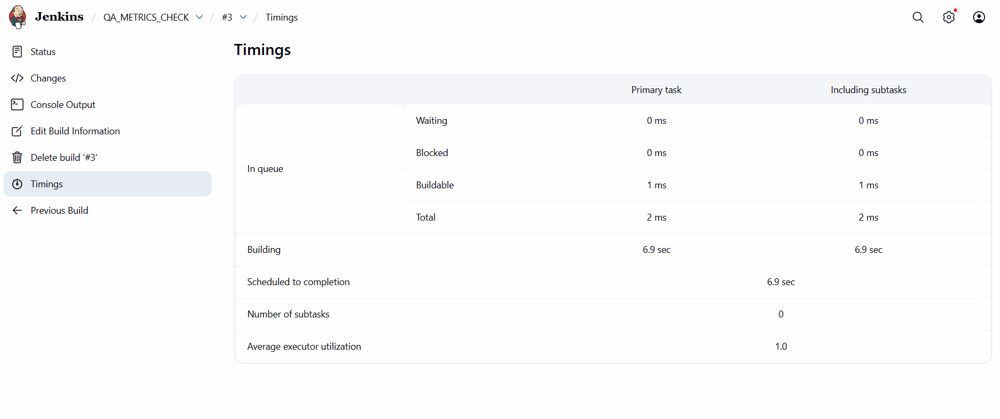 Jenkins / QA_METRICS_CHECK / #3 / Timings
Status
Changes
Console Output
Edit Build Information
Delete build ‘#3’
Timings
Previous Build
Timings
Primary task Including subtasks
In queue
Waiting 0 ms 0 ms
Blocked 0 ms 0 ms
Buildable 1 ms 1 ms
Total 2 ms 2 ms
Building 6.9 sec 6.9 sec
Scheduled to completion 6.9 sec
Number of subtasks 0
Average executor utilization 1.0